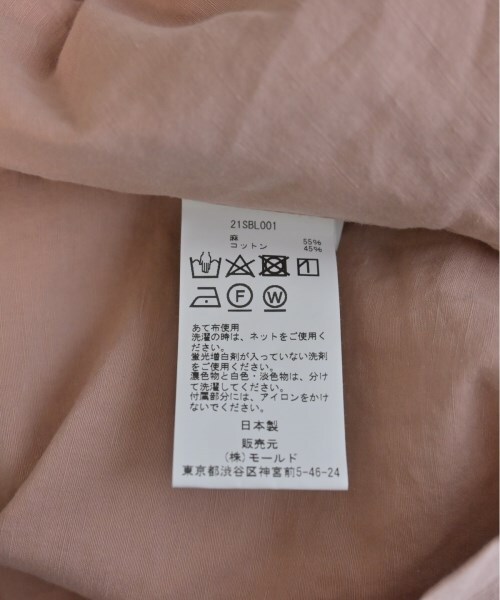 21SBL001
麻 55%
コットン 45%
F W
あて布使用
洗濯の時は、ネットをご使用く
ださい。
蛍光増白剤が入っていない洗剤
をご使用ください。
濃色物と白色・淡色物は、分け
て洗濯してください。
付属部分には、アイロンをかけ
ないでください。
日本製
販売元
(株)モールド
東京都渋谷区神宮前5-46-24